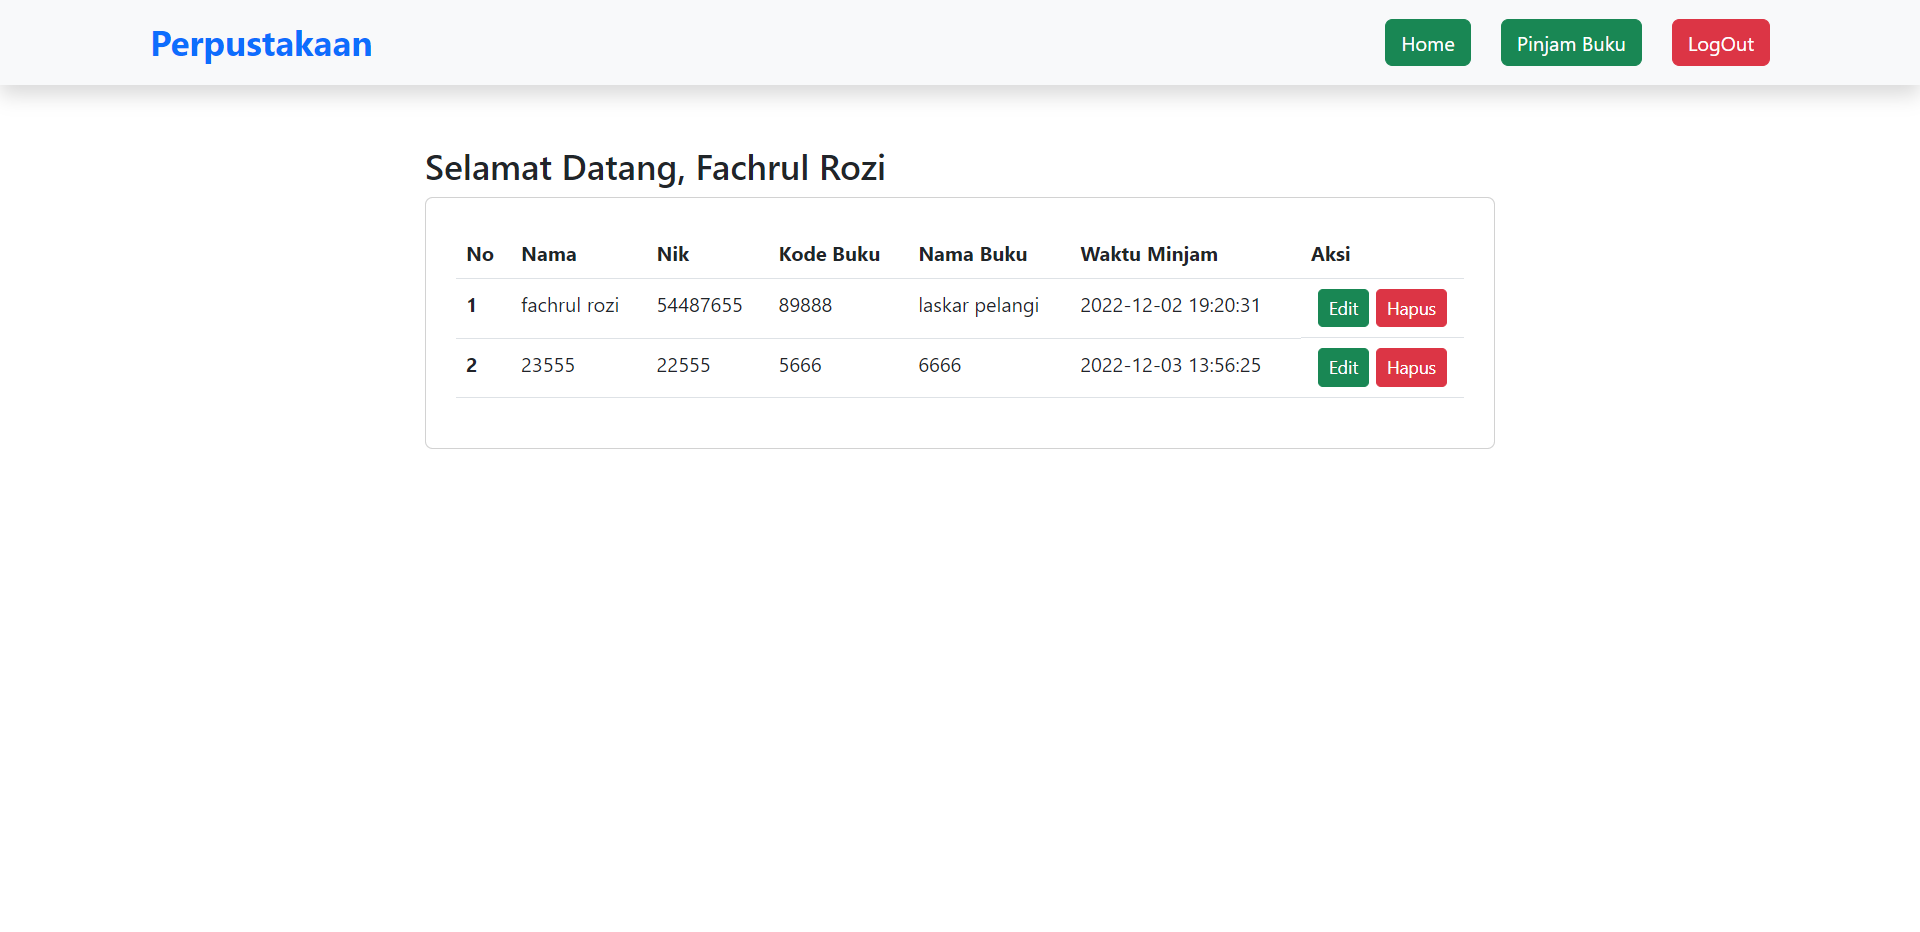 Perpustakaan Home Pinjam Buku LogOut
Selamat Datang, Fachrul Rozi
No Nama Nik Kode Buku Nama Buku Waktu Minjam Aksi
1 fachrul rozi 54487655 89888 laskar pelangi 2022-12-02 19:20:31 Edit Hapus
2 23555 22555 5666 6666 2022-12-03 13:56:25 Edit Hapus